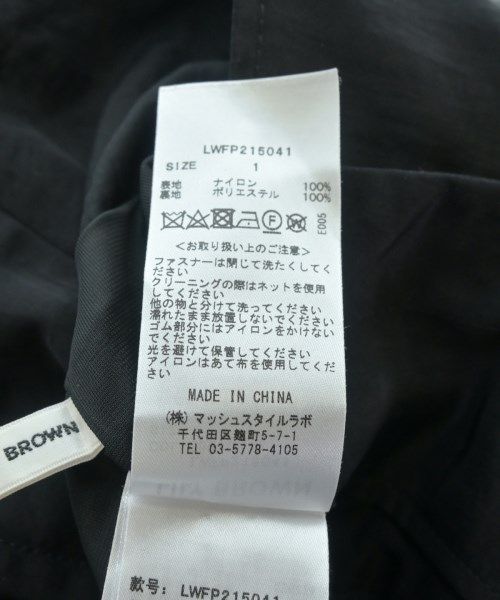 LWFP215041
SIZE 1
表地 ナイロン 100%
裏地 ポリエステル 100%
E005
<お取り扱い上のご注意>
ファスナーは閉じて洗たくしてく
ださい
クリーニングの際はネットを使用
してください
他の物と分けて洗ってください
濡れたまま放置しないでください
ゴム部分にはアイロンをかけない
でください
光を避けて保管してください
アイロンはあて布を使用してくだ
さい
MADE IN CHINA
(株) マッシュスタイルラボ
千代田区麹町5-7-1
TEL 03-5778-4105
BROWN
款号: LWFP215041